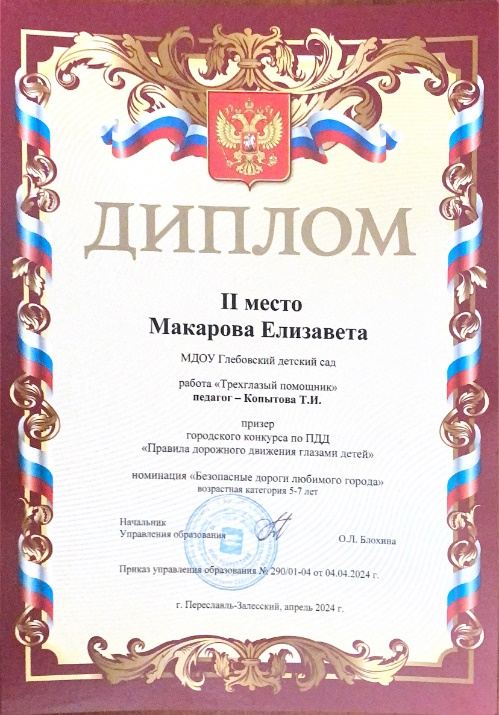 ДИПЛОМ
II место
Макарова Елизавета
МДОУ Глебовский детский сад
работа «Трехглазый помощник»
педагог – Копытова Т.И.
призер
городского конкурса по ПДД
«Правила дорожного движения глазами детей»
номинация «Безопасные дороги любимого города»
возрастная категория 5-7 лет
Начальник
Управления образования О.Л. Блохина
Приказ управления образования № 290/01-04 от 04.04.2024 г.
г. Переславль-Залесский, апрель 2024 г.